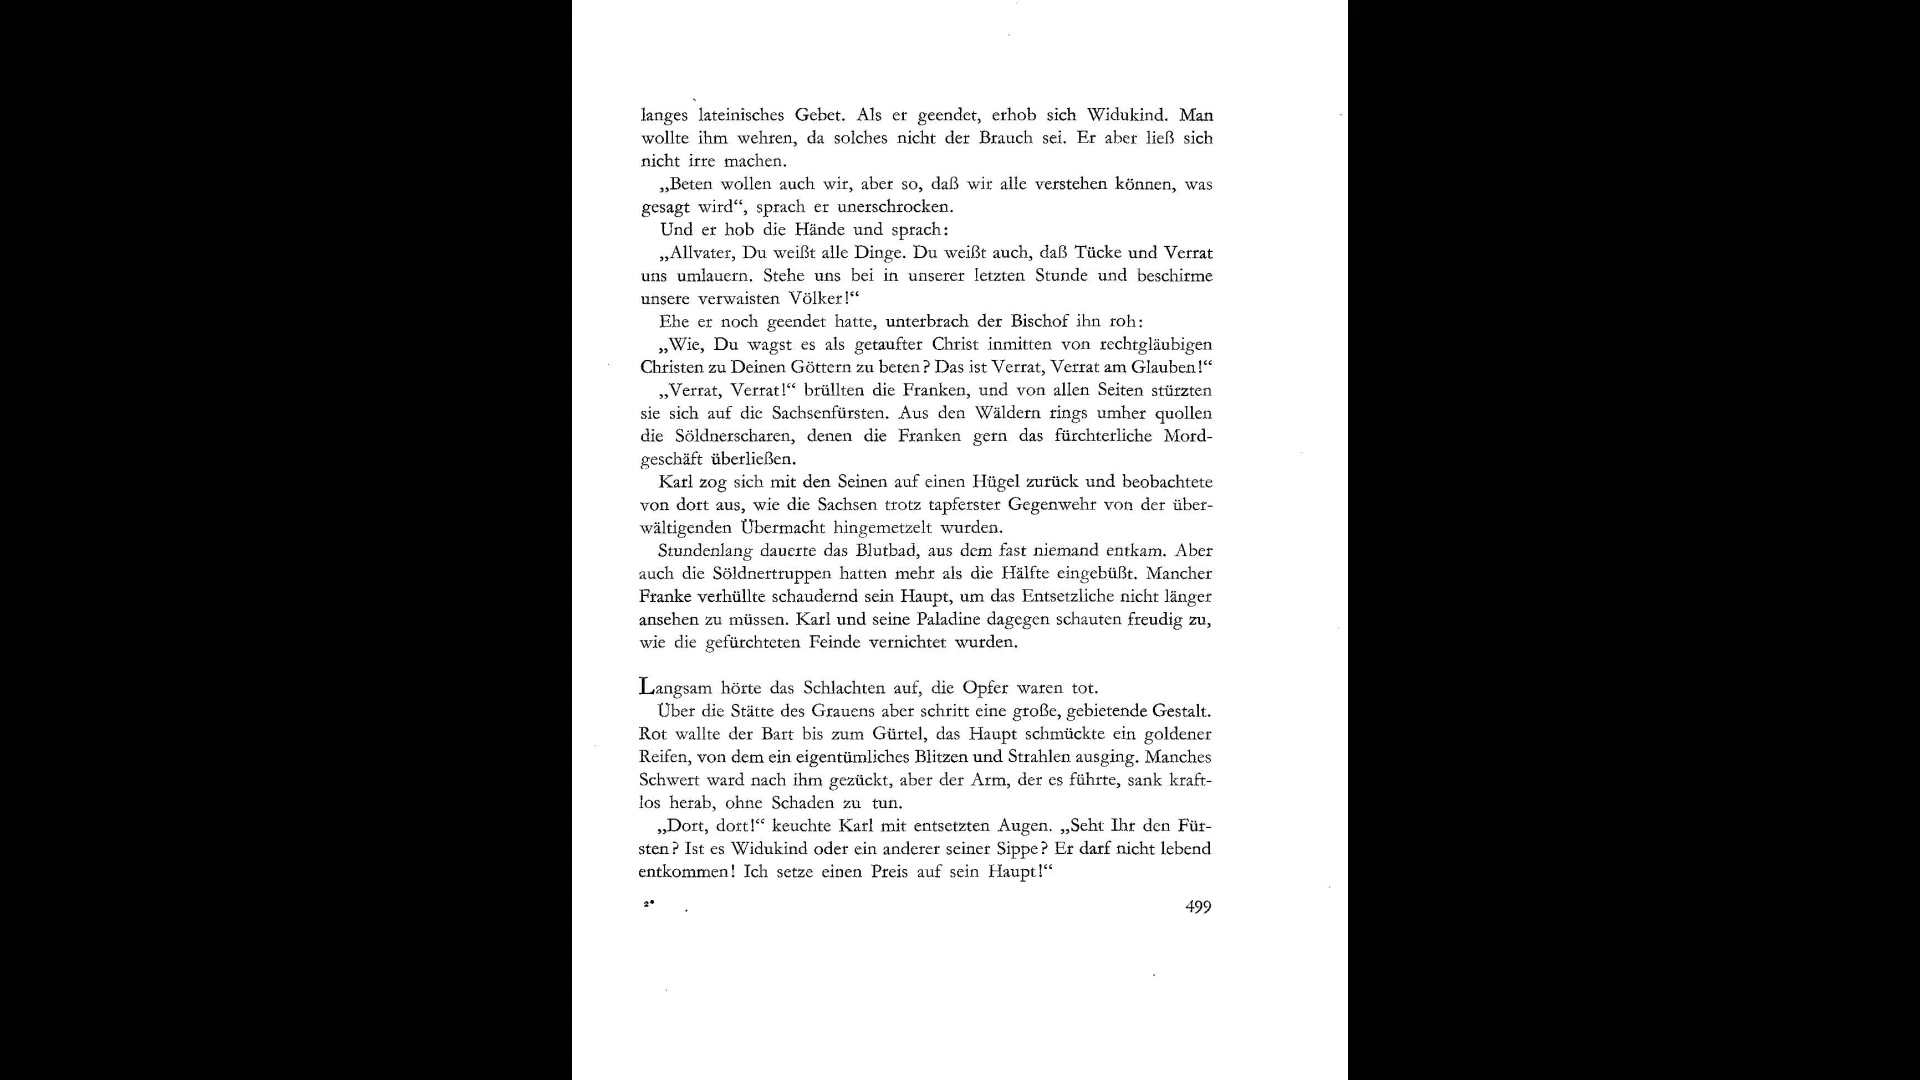 langes lateinisches Gebet. Als er geendet, erhob sich Widukind. Man
wollte ihm wehren, da solches nicht der Brauch sei. Er aber ließ sich
nicht irre machen.
„Beten wollen auch wir, aber so, daß wir alle verstehen können, was
gesagt wird“, sprach er unerschrocken.
Und er hob die Hände und sprach:
„Allvater, Du weißt alle Dinge. Du weißt auch, daß Tücke und Verrat
uns umlauern. Stehe uns bei in unserer letzten Stunde und beschirme
unsere verwaisten Völker!“
Ehe er noch geendet hatte, unterbrach der Bischof ihn roh:
„Wie, Du wagst es als getaufter Christ inmitten von rechtgläubigen
Christen zu Deinen Göttern zu beten? Das ist Verrat, Verrat am Glauben!“
„Verrat, Verrat!“ brüllten die Franken, und von allen Seiten stürzten
sie sich auf die Sachsenfürsten. Aus den Wäldern rings umher quollen
die Söldnerscharen, denen die Franken gern das fürchterliche Mord-
geschäft überließen.
Karl zog sich mit den Seinen auf einen Hügel zurück und beobachtete
von dort aus, wie die Sachsen trotz tapferster Gegenwehr von der über-
wältigenden Übermacht hingemetzelt wurden.
Stundenlang dauerte das Blutbad, aus dem fast niemand entkam. Aber
auch die Söldnertruppen hatten mehr als die Hälfte eingebüßt. Mancher
Franke verhüllte schaudernd sein Haupt, um das Entsetzliche nicht länger
ansehen zu müssen. Karl und seine Paladine dagegen schauten freudig zu,
wie die gefürchteten Feinde vernichtet wurden.
Langsam hörte das Schlachten auf, die Opfer waren tot.
Über die Stätte des Grauens aber schritt eine große, gebietende Gestalt.
Rot wallte der Bart bis zum Gürtel, das Haupt schmückte ein goldener
Reifen, von dem ein eigentümliches Blitzen und Strahlen ausging. Manches
Schwert ward nach ihm gezückt, aber der Arm, der es führte, sank kraft-
los herab, ohne Schaden zu tun.
„Dort, dort!“ keuchte Karl mit entsetzten Augen. „Seht Ihr den Für-
sten? Ist es Widukind oder ein anderer seiner Sippe? Er darf nicht lebend
entkommen! Ich setze einen Preis auf sein Haupt!“
2* 499